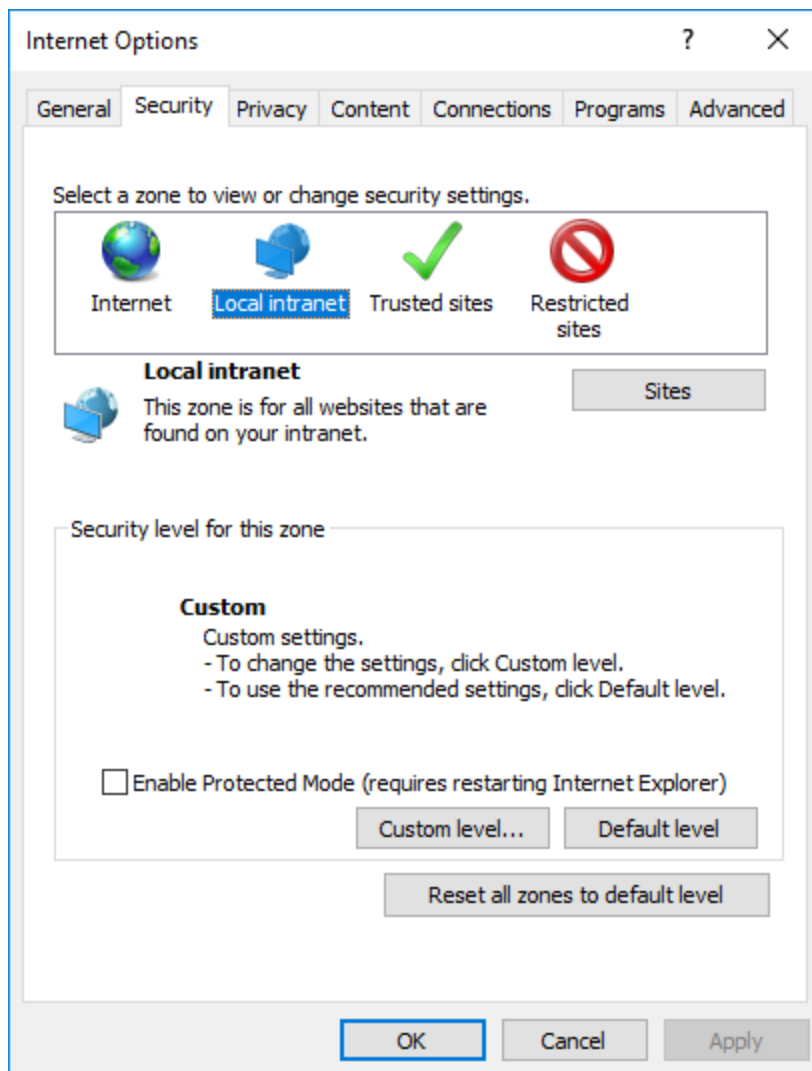 Internet Options
?
General Security Privacy Content Connections Programs Advanced
Select a zone to view or change security settings.
Internet Local intranet Trusted sites Restricted
sites
Local intranet
Sites
This zone is for all websites that are
found on your intranet.
Security level for this zone
Custom
Custom settings.
- To change the settings, click Custom level.
- To use the recommended settings, click Default level.
Enable Protected Mode (requires restarting Internet Explorer)
Custom level... Default level
Reset all zones to default level
OK Cancel Apply